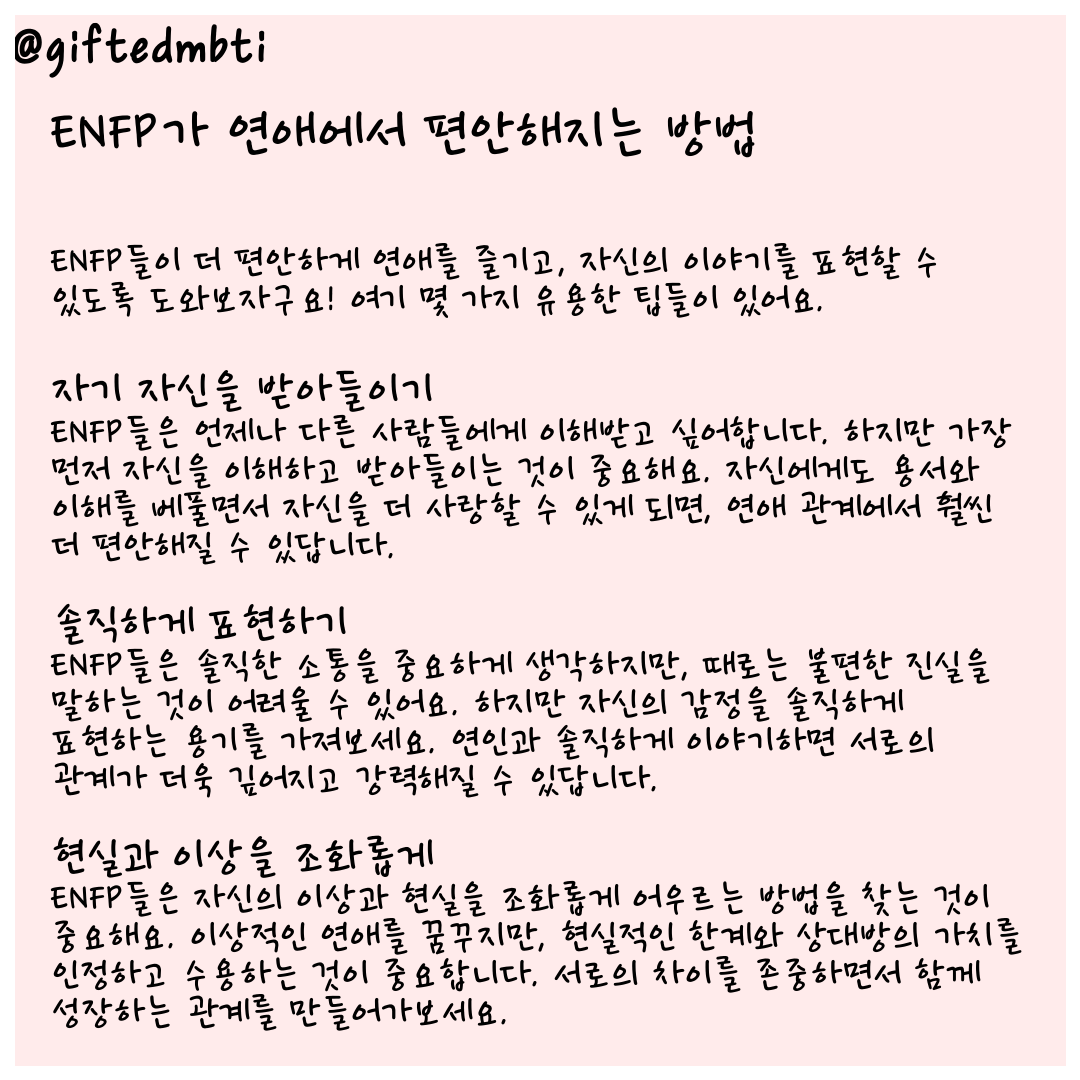 @giftedmbti
ENFP가 연애에서 편안해지는 방법
ENFP들이 더 편안하게 연애를 즐기고, 자신의 이야기를 표현할 수
있도록 도와보자구요! 여기 몇 가지 유용한 팁들이 있어요.
자기 자신을 받아들이기
ENFP들은 언제나 다른 사람들에게 이해받고 싶어합니다. 하지만 가장
먼저 자신을 이해하고 받아들이는 것이 중요해요. 자신에게도 용서와
이해를 베풀면서 자신을 더 사랑할 수 있게 되면, 연애 관계에서 훨씬
더 편안해질 수 있답니다.
솔직하게 표현하기
ENFP들은 솔직한 소통을 중요하게 생각하지만, 때로는 불편한 진실을
말하는 것이 어려울 수 있어요. 하지만 자신의 감정을 솔직하게
표현하는 용기를 가져보세요. 연인과 솔직하게 이야기하면 서로의
관계가 더욱 깊어지고 강력해질 수 있답니다.
현실과 이상을 조화롭게
ENFP들은 자신의 이상과 현실을 조화롭게 어우르는 방법을 찾는 것이
중요해요. 이상적인 연애를 꿈꾸지만, 현실적인 한계와 상대방의 가치를
인정하고 수용하는 것이 중요합니다. 서로의 차이를 존중하면서 함께
성장하는 관계를 만들어가보세요.